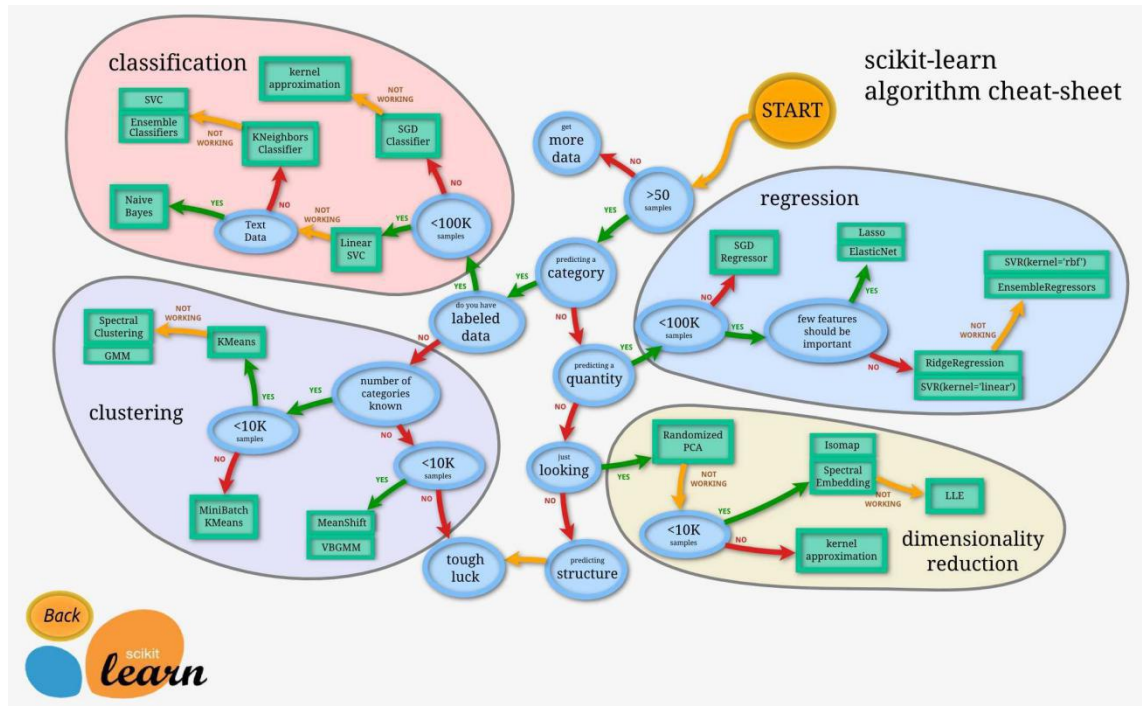 scikit-learn
algorithm cheat-sheet
START
classification
kernel
approximation
NOT
WORKING
SVC
Ensemble
Classifiers
NOT
WORKING
KNeighbors
Classifier
SGD
Classifier
NO
NO
Naive
Bayes
YES
Text
Data
NOT
WORKING
Linear
SVC
YES
<100K
samples
YES
get
more
data
NO
>50
samples
YES
predicting a
category
YES
do you have
labeled
data
NO
NO
predicting a
quantity
YES
NO
just
looking
YES
NO
predicting
structure
tough
luck
regression
SGD
Regressor
NO
Lasso
ElasticNet
YES
SVR(kernel='rbf')
EnsembleRegressors
NOT
WORKING
<100K
samples
YES
few features
should be
important
NO
RidgeRegression
SVR(kernel='linear')
clustering
Spectral
Clustering
GMM
NOT
WORKING
KMeans
YES
<10K
samples
YES
number of
categories
known
NO
NO
MiniBatch
KMeans
<10K
samples
YES
NO
MeanShift
VBGMM
Randomized
PCA
NOT
WORKING
Isomap
Spectral
Embedding
NOT
WORKING
LLE
YES
<10K
samples
NO
kernel
approximation
dimensionality
reduction
Back
scikit
learn